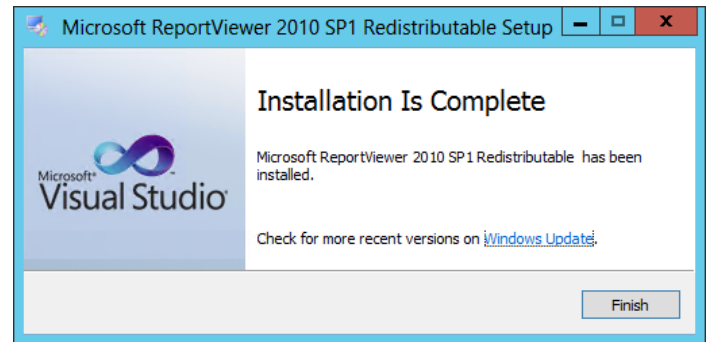 Microsoft ReportViewer 2010 SP1 Redistributable Setup
Installation Is Complete
Microsoft ReportViewer 2010 SP1 Redistributable has been
installed.
Microsoft®
Visual Studio®
Check for more recent versions on Windows Update.
Finish